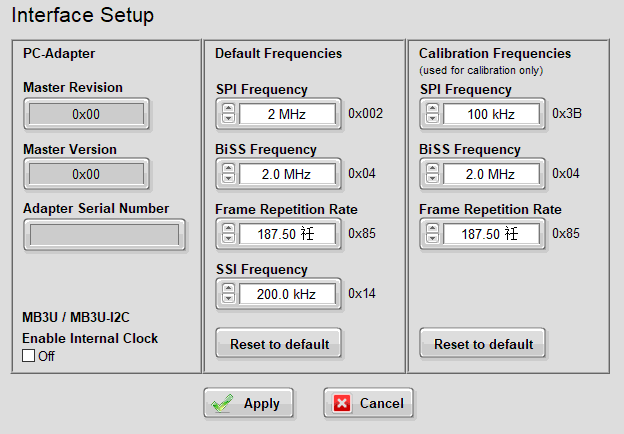 Interface Setup
PC-Adapter
Master Revision
0x00
Master Version
0x00
Adapter Serial Number
MB3U / MB3U-I2C
Enable Internal Clock
Off
Default Frequencies
SPI Frequency
2 MHz 0x002
BiSS Frequency
2.0 MHz 0x04
Frame Repetition Rate
187.50 祍 0x85
SSI Frequency
200.0 kHz 0x14
Reset to default
Calibration Frequencies
(used for calibration only)
SPI Frequency
100 kHz 0x3B
BiSS Frequency
2.0 MHz 0x04
Frame Repetition Rate
187.50 祍 0x85
Reset to default
Apply
Cancel